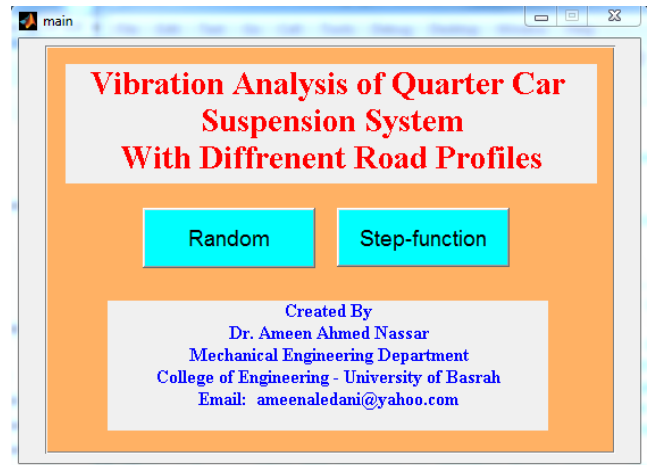 main
Vibration Analysis of Quarter Car
Suspension System
With Diffrenent Road Profiles
Random
Step-function
Created By
Dr. Ameen Ahmed Nassar
Mechanical Engineering Department
College of Engineering - University of Basrah
Email:  ameenaledani@yahoo.com